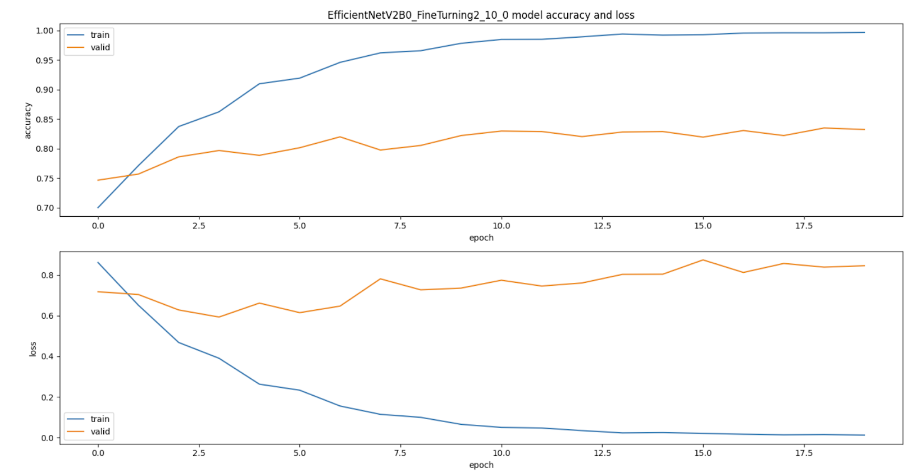 EfficientNetV2B0_FineTurning2_10_0 model accuracy and loss
1.00
0.95
0.90
0.85
0.80
0.75
0.70
accuracy
train
valid
0.0 2.5 5.0 7.5 10.0 12.5 15.0 17.5
epoch
0.8
0.6
0.4
0.2
0.0
loss
train
valid
0.0 2.5 5.0 7.5 10.0 12.5 15.0 17.5
epoch